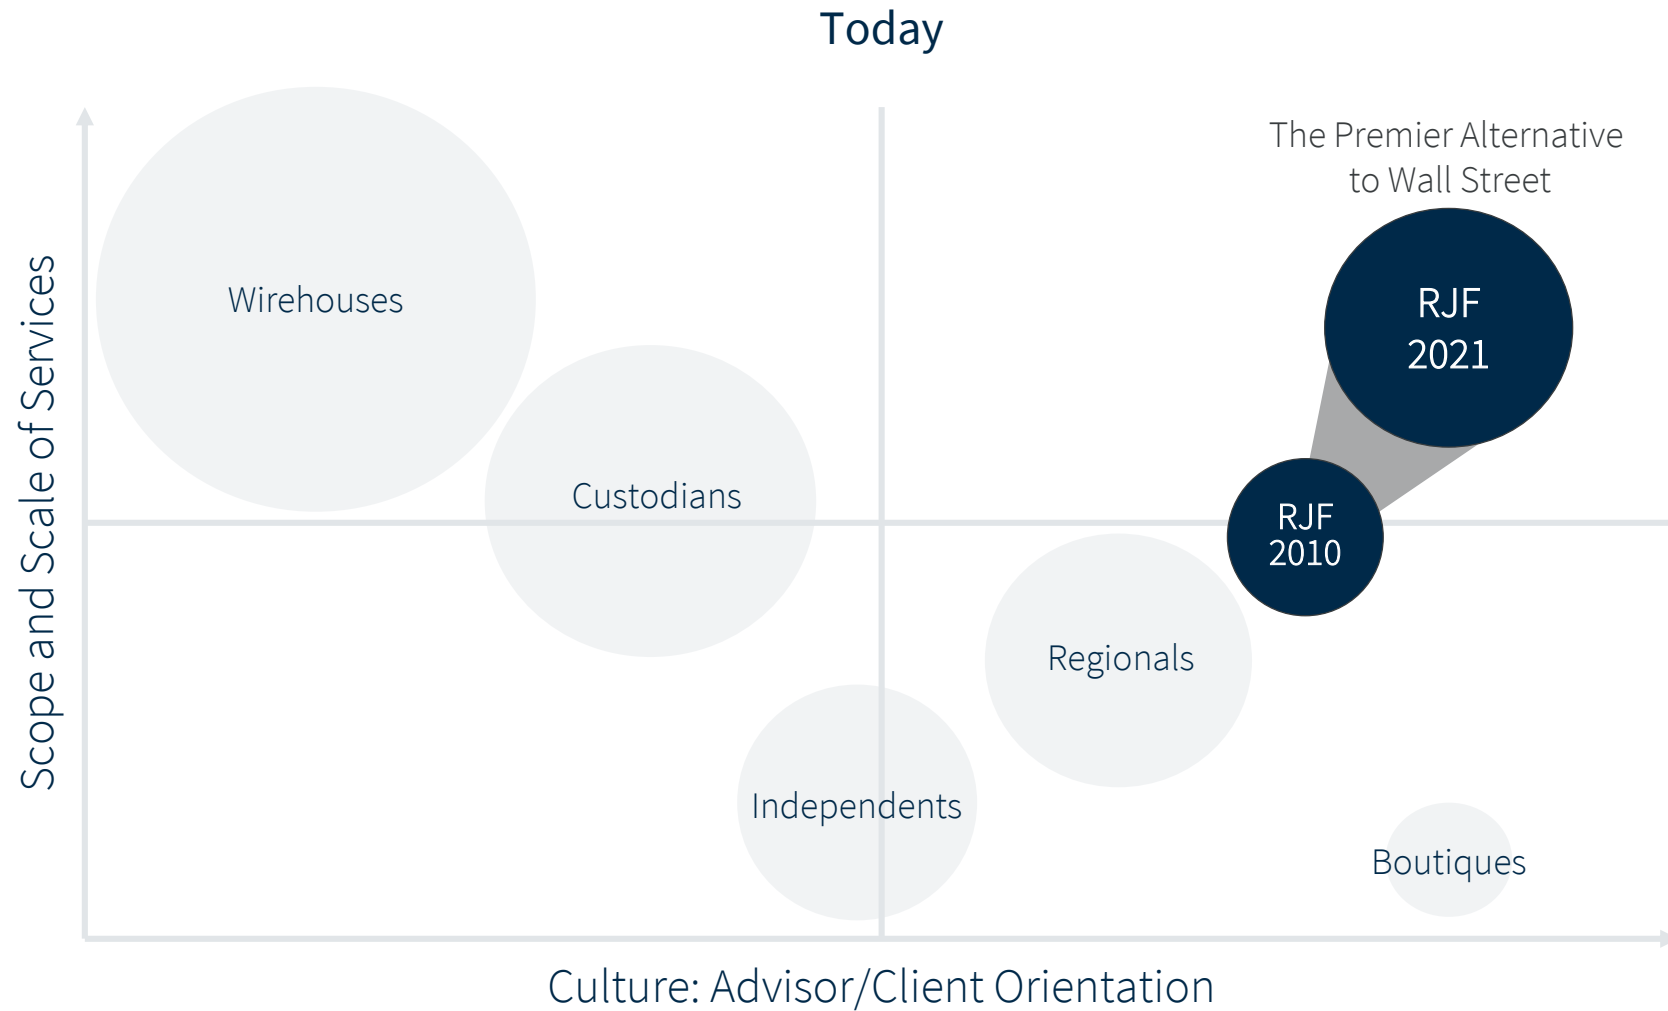 Today
The Premier Alternative
to Wall Street
Wirehouses
RJF
2021
Custodians
RJF
2010
Regionals
Independents
Boutiques
Scope and Scale of Services
Culture: Advisor/Client Orientation